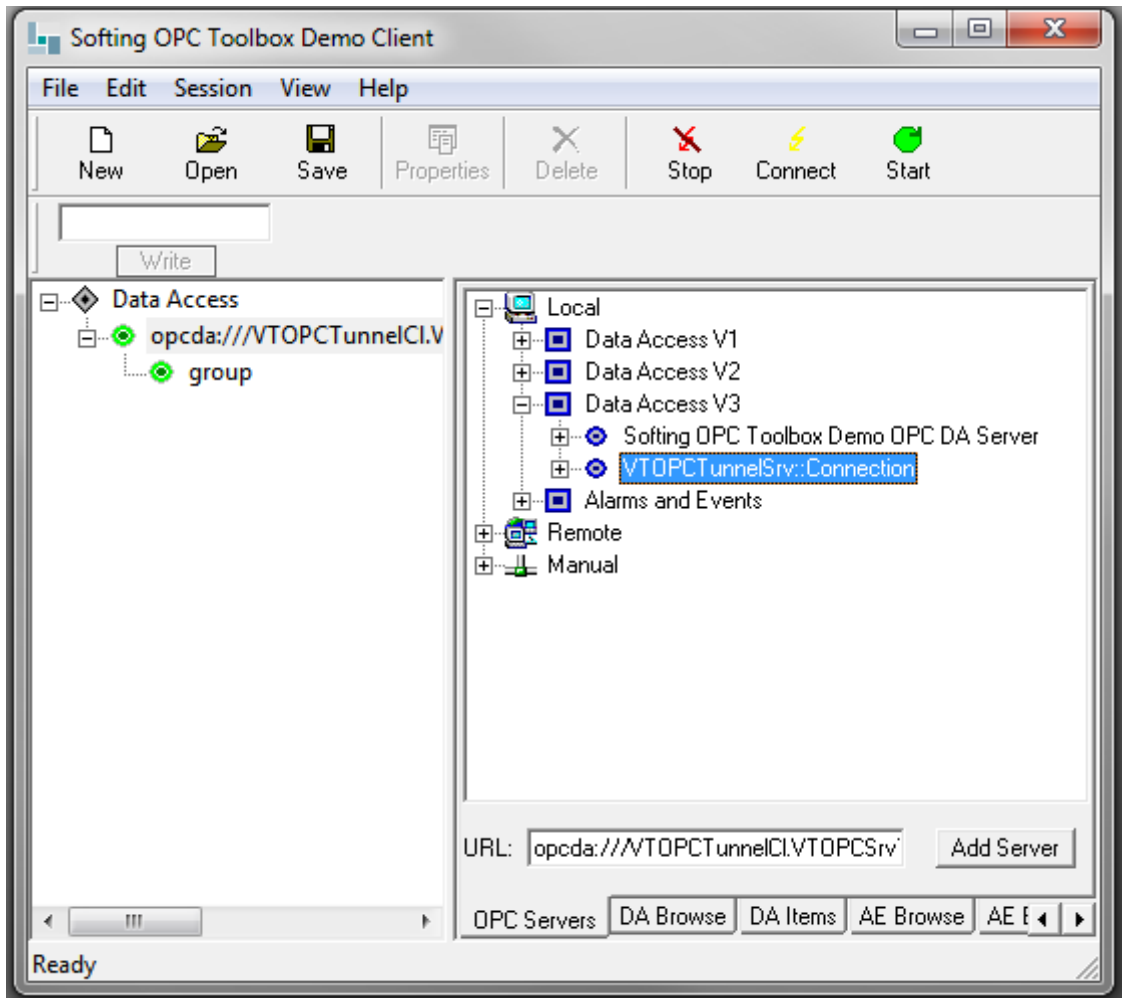 Softing OPC Toolbox Demo Client
File Edit Session View Help
New Open Save Properties Delete Stop Connect Start
Write
Data Access
opcda:///VTOPCTunnelCl.V
group
Local
Data Access V1
Data Access V2
Data Access V3
Softing OPC Toolbox Demo OPC DA Server
VTOPCTunnelSrv::Connection
Alarms and Events
Remote
Manual
URL: opcda:///VTOPCTunnelCl.VTOPCSrv Add Server
OPC Servers DA Browse DA Items AE Browse AE
Ready